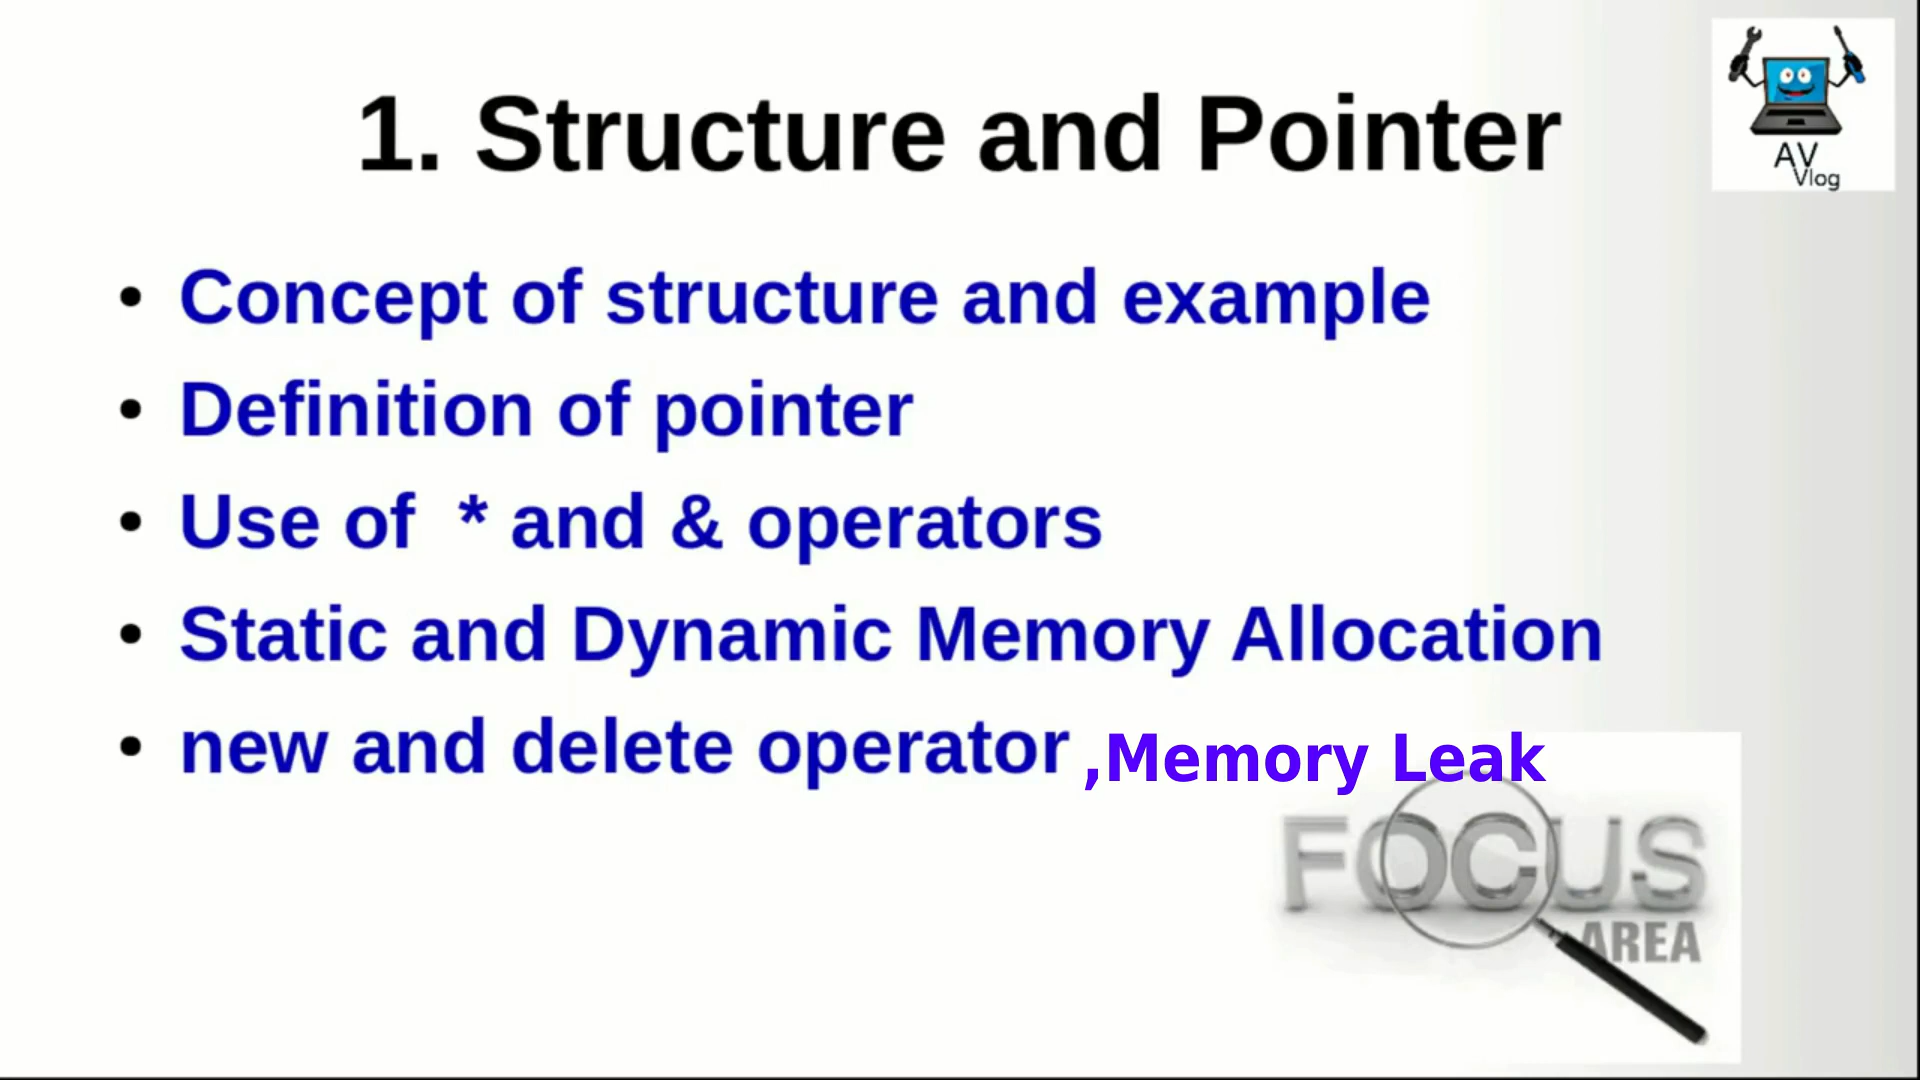 1. Structure and Pointer
AV
Vlog
• Concept of structure and example
• Definition of pointer
• Use of * and & operators
• Static and Dynamic Memory Allocation
• new and delete operator ,Memory Leak
FOCUS
AREA